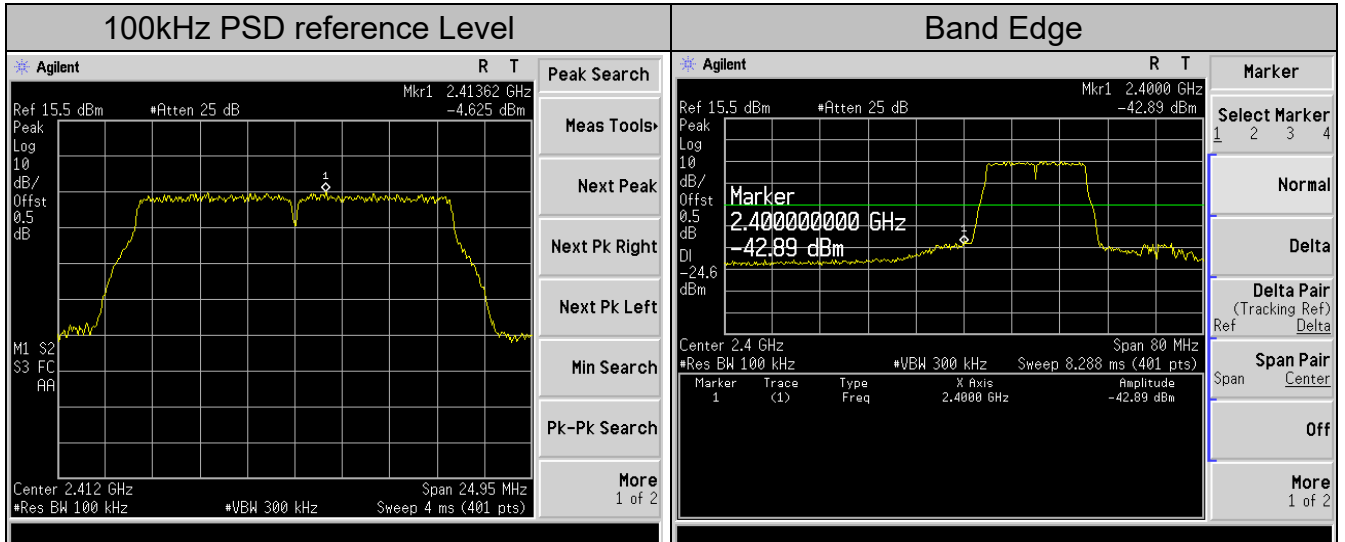 100kHz PSD reference Level
Agilent R T
Mkr1 2.41362 GHz
Ref 15.5 dBm #Atten 25 dB -4.625 dBm
Peak
Log
10
dB/
Offst
0.5
dB
1
M1 S2
S3 FC
AA
Center 2.412 GHz Span 24.95 MHz
#Res BW 100 kHz #VBW 300 kHz Sweep 4 ms (401 pts)
Peak Search
Meas Tools
Next Peak
Next Pk Right
Next Pk Left
Min Search
Pk-Pk Search
More
1 of 2
Band Edge
Agilent R T
Mkr1 2.4000 GHz
Ref 15.5 dBm #Atten 25 dB -42.89 dBm
Peak
Log
10
dB/
Offst
0.5
dB
DI
-24.6
dBm
Marker
2.400000000 GHz
-42.89 dBm
Center 2.4 GHz Span 80 MHz
#Res BW 100 kHz #VBW 300 kHz Sweep 8.288 ms (401 pts)
Marker Trace Type X Axis Amplitude
1 (1) Freq 2.4000 GHz -42.89 dBm
Marker
Select Marker
1 2 3 4
Normal
Delta
Delta Pair
(Tracking Ref)
Ref Delta
Span Pair
Span Center
Off
More
1 of 2